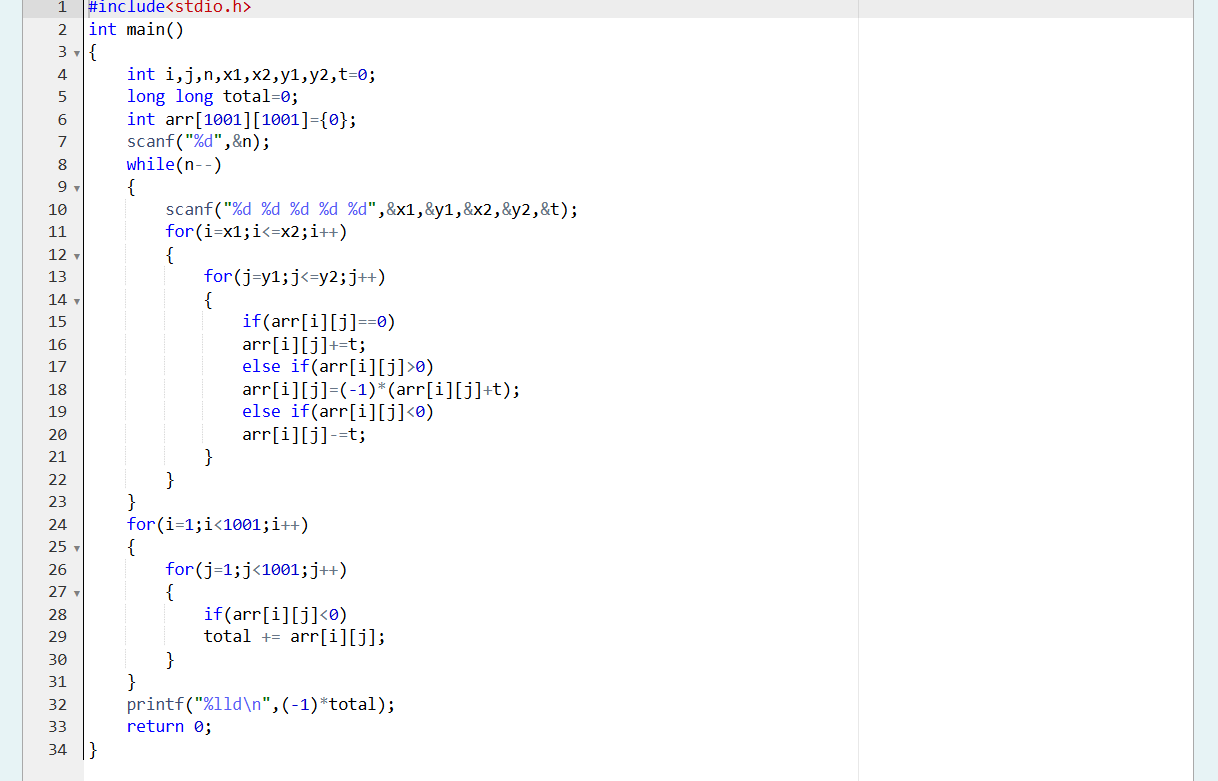 1 #include<stdio.h>
2 int main()
3 {
4 int i,j,n,x1,x2,y1,y2,t=0;
5 long long total=0;
6 int arr[1001][1001]={0};
7 scanf("%d",&n);
8 while(n--)
9 {
10 scanf("%d %d %d %d %d",&x1,&y1,&x2,&y2,&t);
11 for(i=x1;i<=x2;i++)
12 {
13 for(j=y1;j<=y2;j++)
14 {
15 if(arr[i][j]==0)
16 arr[i][j]+=t;
17 else if(arr[i][j]>0)
18 arr[i][j]=(-1)*(arr[i][j]+t);
19 else if(arr[i][j]<0)
20 arr[i][j]-=t;
21 }
22 }
23 }
24 for(i=1;i<1001;i++)
25 {
26 for(j=1;j<1001;j++)
27 {
28 if(arr[i][j]<0)
29 total += arr[i][j];
30 }
31 }
32 printf("%lld\n",(-1)*total);
33 return 0;
34 }